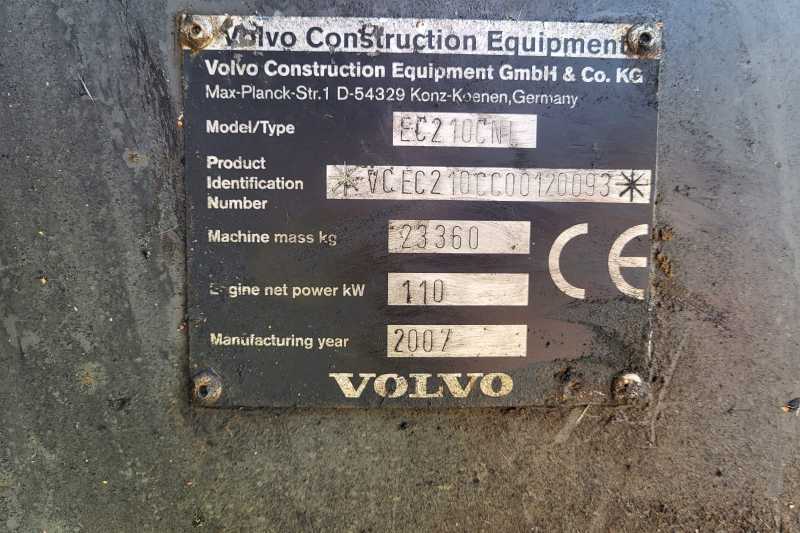 Volvo Construction Equipment
Volvo Construction Equipment GmbH & Co. KG
Max-Planck-Str.1 D-54329 Konz-Koenen,Germany
Model/Type EC210CNL
Product Identification Number *VCEC210CC00120093*
Machine mass kg 23360
CE
Engine net power kW 110
Manufacturing year 2007
VOLVO